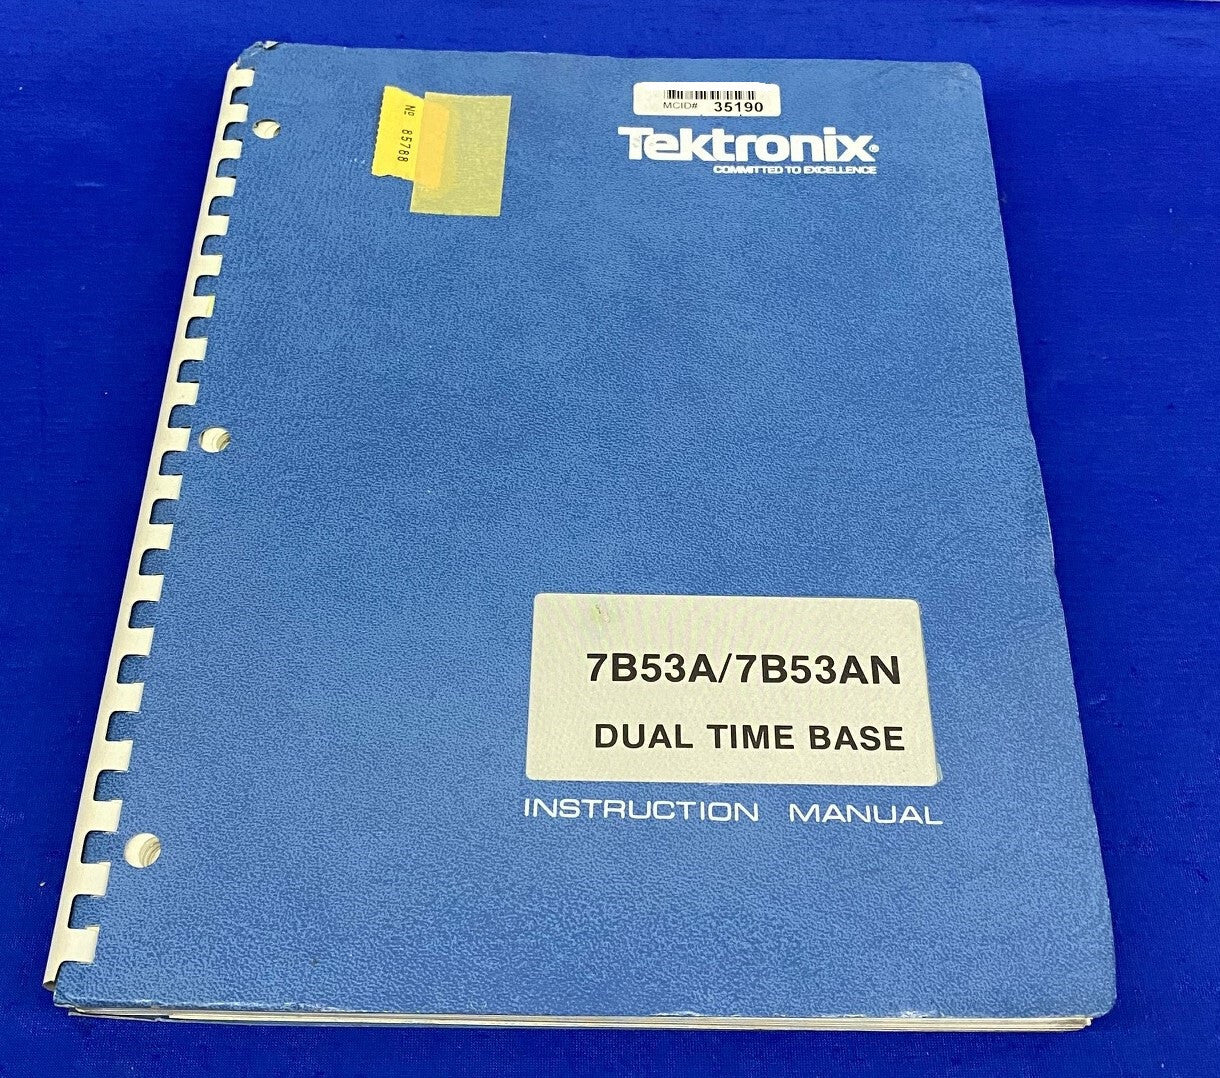 MCID# 35190
Nº 85788
Tektronix®
COMMITTED TO EXCELLENCE
7B53A/7B53AN
DUAL TIME BASE
INSTRUCTION MANUAL